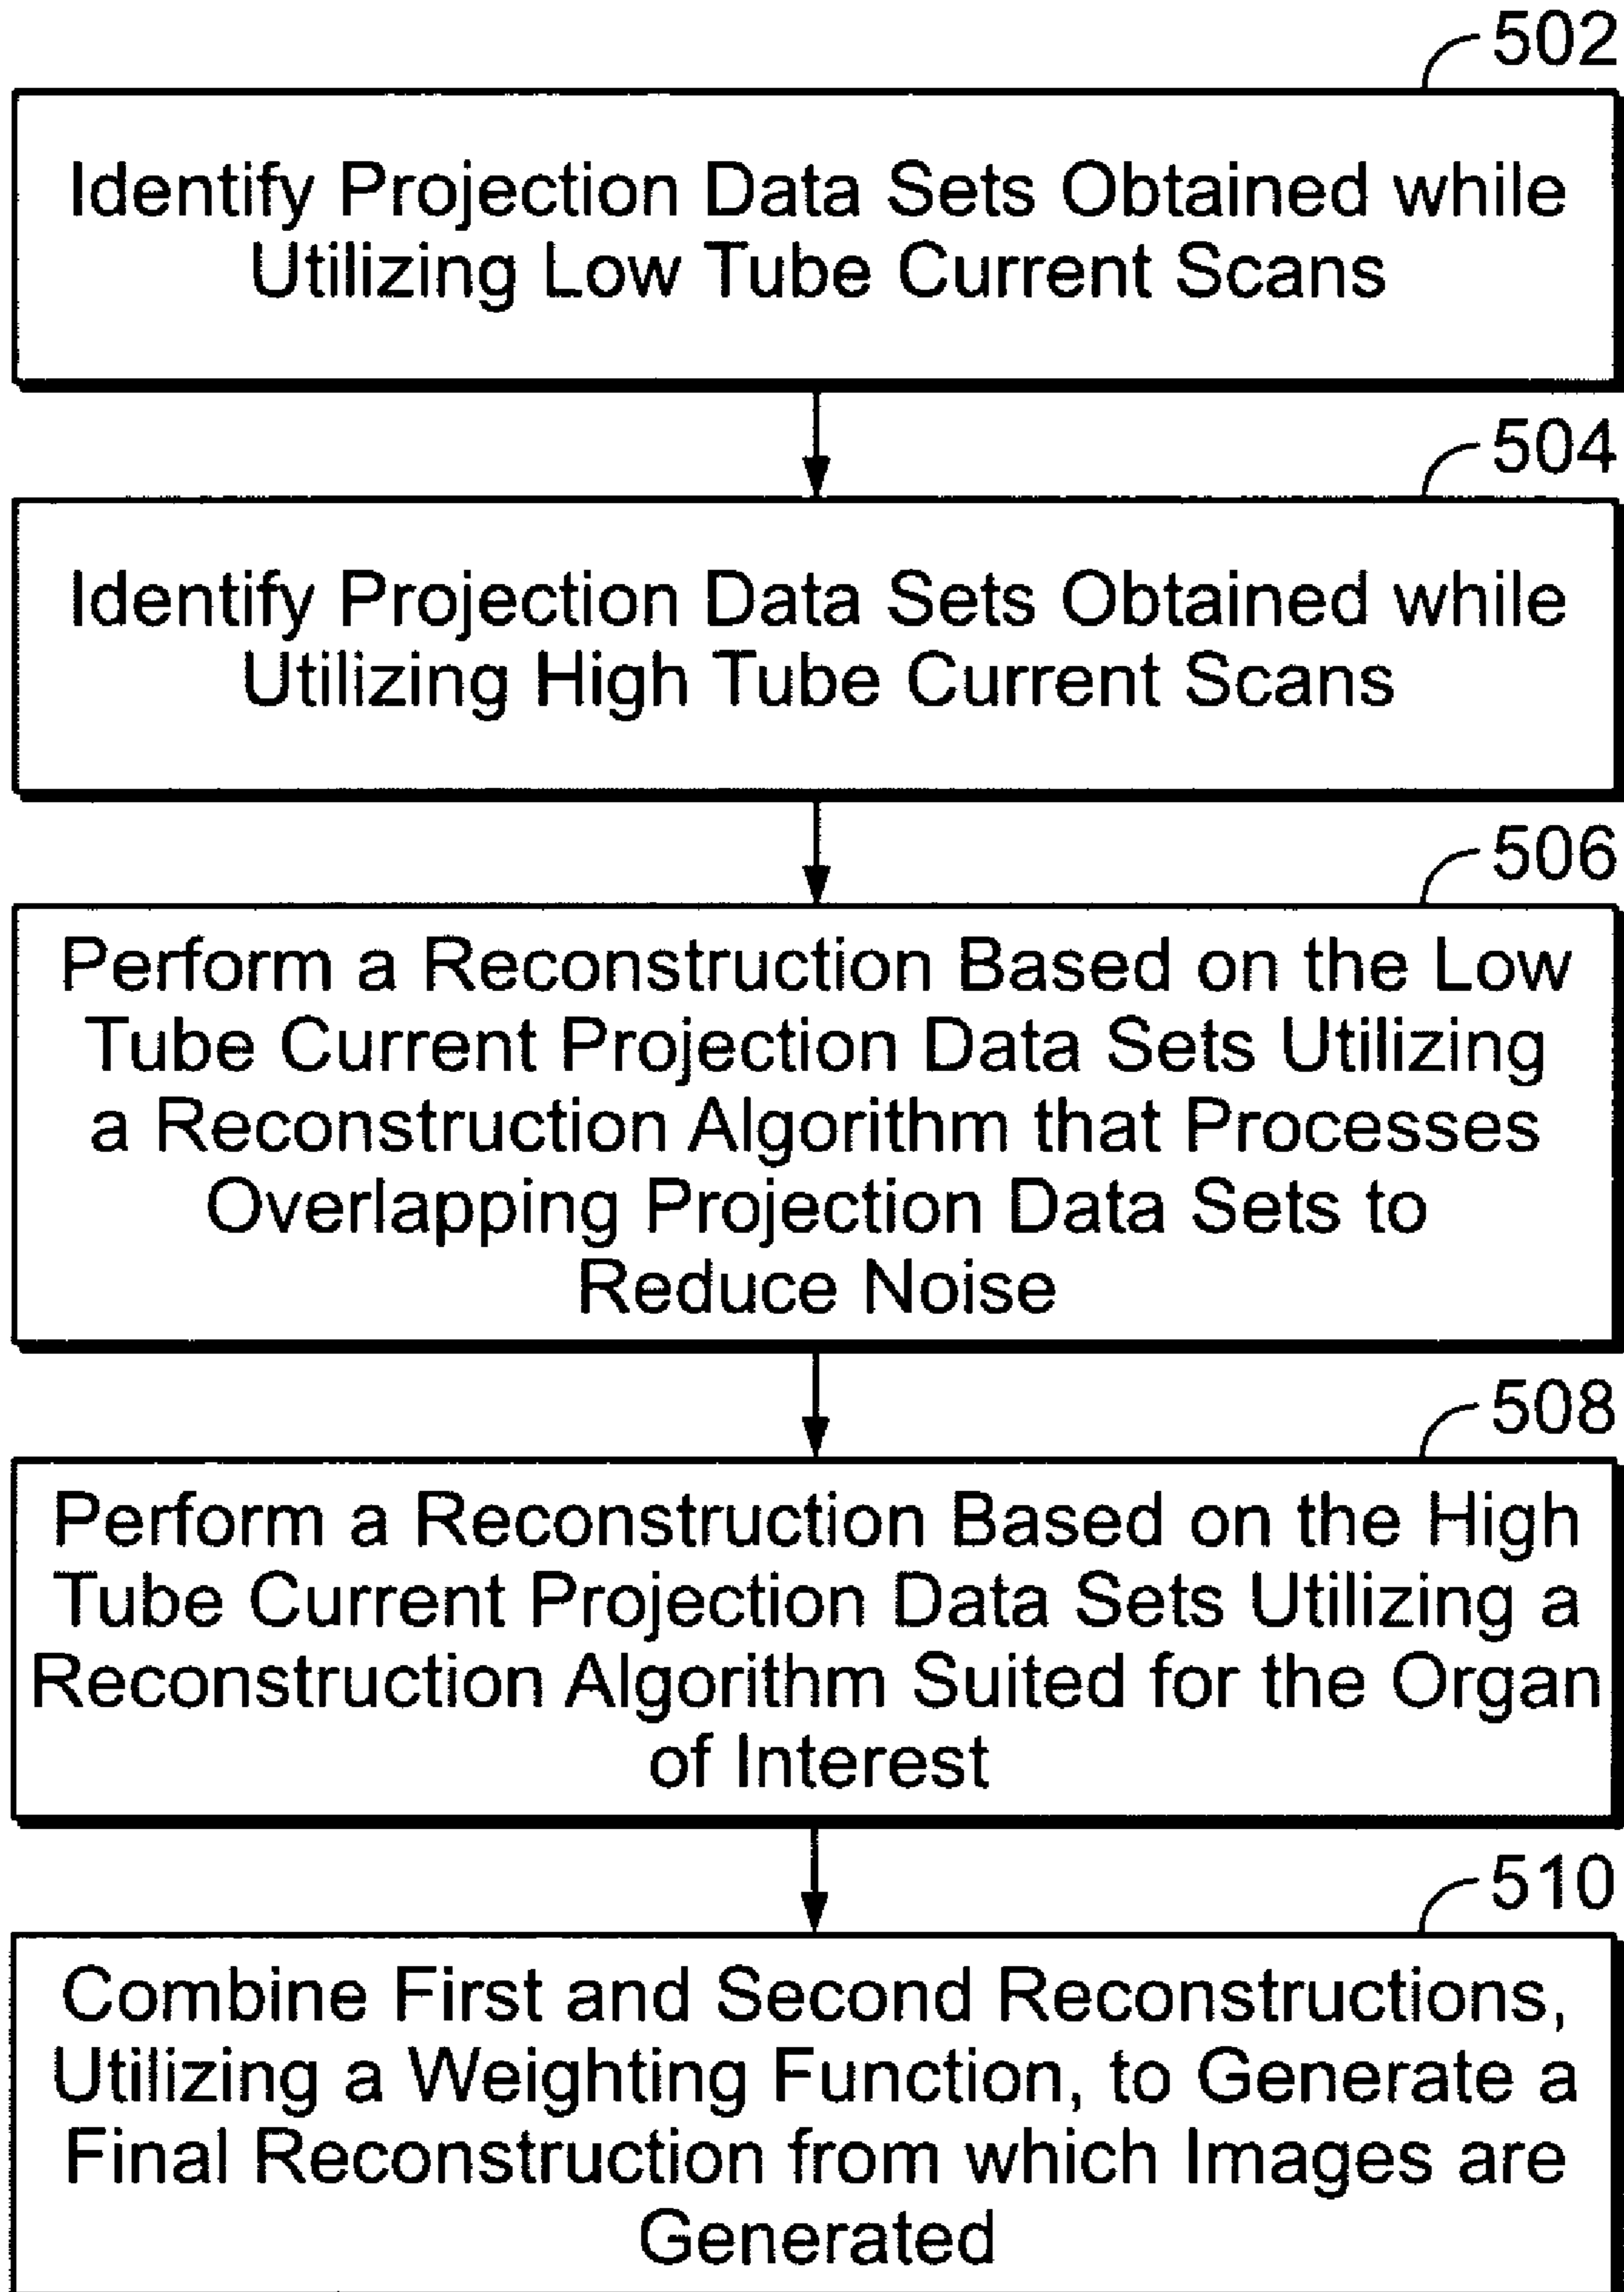 502
Identify Projection Data Sets Obtained while
Utilizing Low Tube Current Scans
504
Identify Projection Data Sets Obtained while
Utilizing High Tube Current Scans
506
Perform a Reconstruction Based on the Low
Tube Current Projection Data Sets Utilizing
a Reconstruction Algorithm that Processes
Overlapping Projection Data Sets to
Reduce Noise
508
Perform a Reconstruction Based on the High
Tube Current Projection Data Sets Utilizing a
Reconstruction Algorithm Suited for the Organ
of Interest
510
Combine First and Second Reconstructions,
Utilizing a Weighting Function, to Generate a
Final Reconstruction from which Images are
Generated